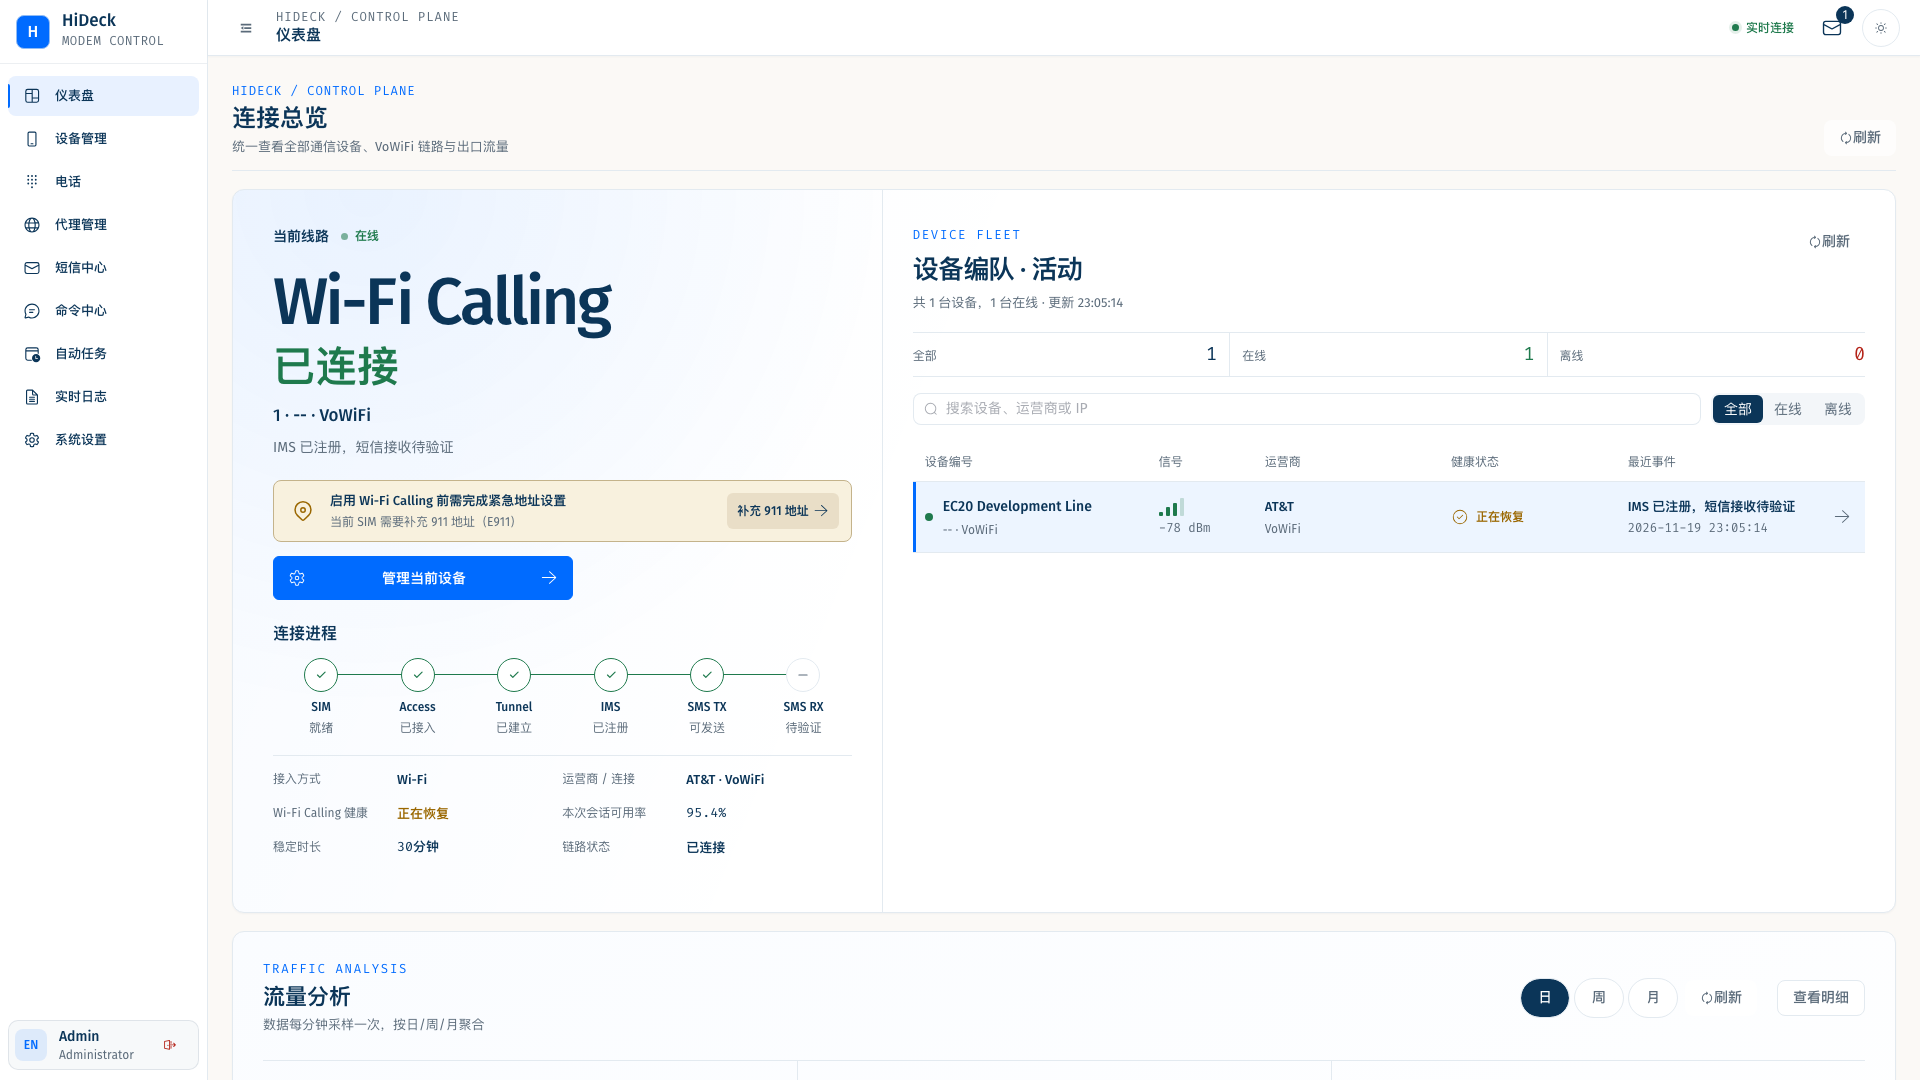 H
HiDeck
MODEM CONTROL
仪表盘
设备管理
电话
代理管理
短信中心
命令中心
自动任务
实时日志
系统设置
EN
Admin
Administrator
HIDECK / CONTROL PLANE
仪表盘
实时连接
1
HIDECK / CONTROL PLANE
连接总览
统一查看全部通信设备、VoWiFi 链路与出口流量
刷新
当前线路
在线
Wi-Fi Calling
已连接
1 · -- · VoWiFi
IMS 已注册，短信接收待验证
启用 Wi-Fi Calling 前需完成紧急地址设置
当前 SIM 需要补充 911 地址（E911）
补充 911 地址
管理当前设备
连接进程
SIM
就绪
Access
已接入
Tunnel
已建立
IMS
已注册
SMS TX
可发送
SMS RX
待验证
接入方式
Wi-Fi
运营商 / 连接
AT&T · VoWiFi
Wi-Fi Calling 健康
正在恢复
本次会话可用率
95.4%
稳定时长
30分钟
链路状态
已连接
DEVICE FLEET
设备编队 · 活动
共 1 台设备，1 台在线 · 更新 23:05:14
刷新
全部
1
在线
1
离线
0
搜索设备、运营商或 IP
全部
在线
离线
设备编号
信号
运营商
健康状态
最近事件
EC20 Development Line
-- · VoWiFi
-78 dBm
AT&T
VoWiFi
正在恢复
IMS 已注册，短信接收待验证
2026-11-19 23:05:14
TRAFFIC ANALYSIS
流量分析
数据每分钟采样一次，按日/周/月聚合
日
周
月
刷新
查看明细